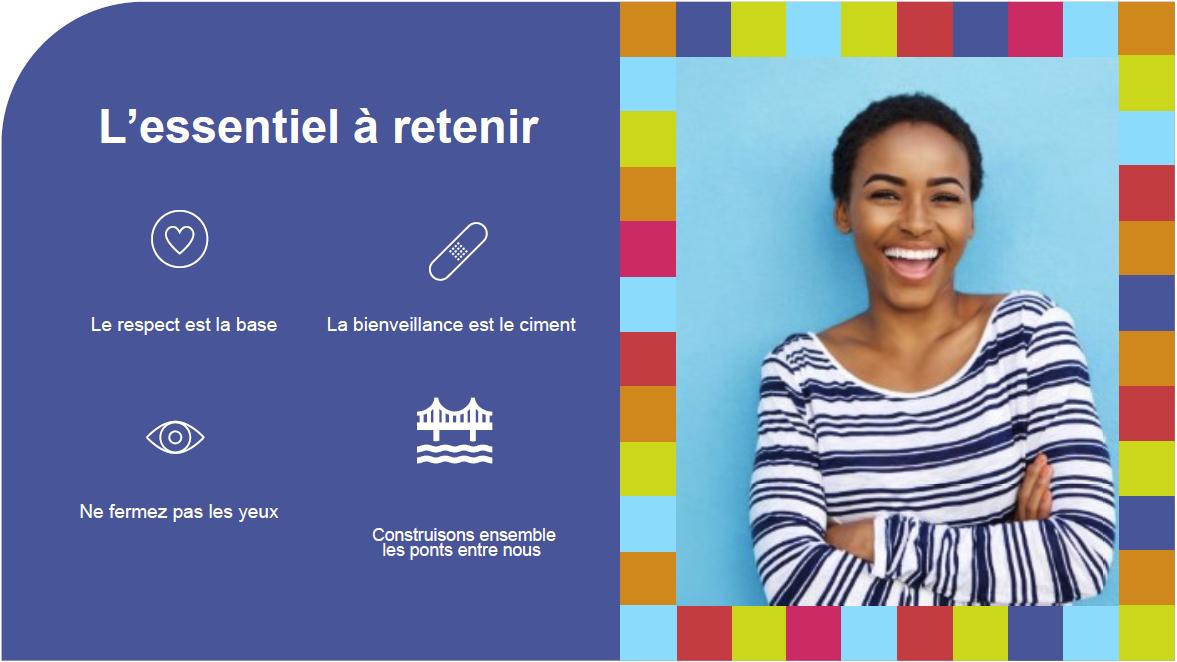 L’essentiel à retenir
Le respect est la base
La bienveillance est le ciment
Ne fermez pas les yeux
Construisons ensemble
les ponts entre nous